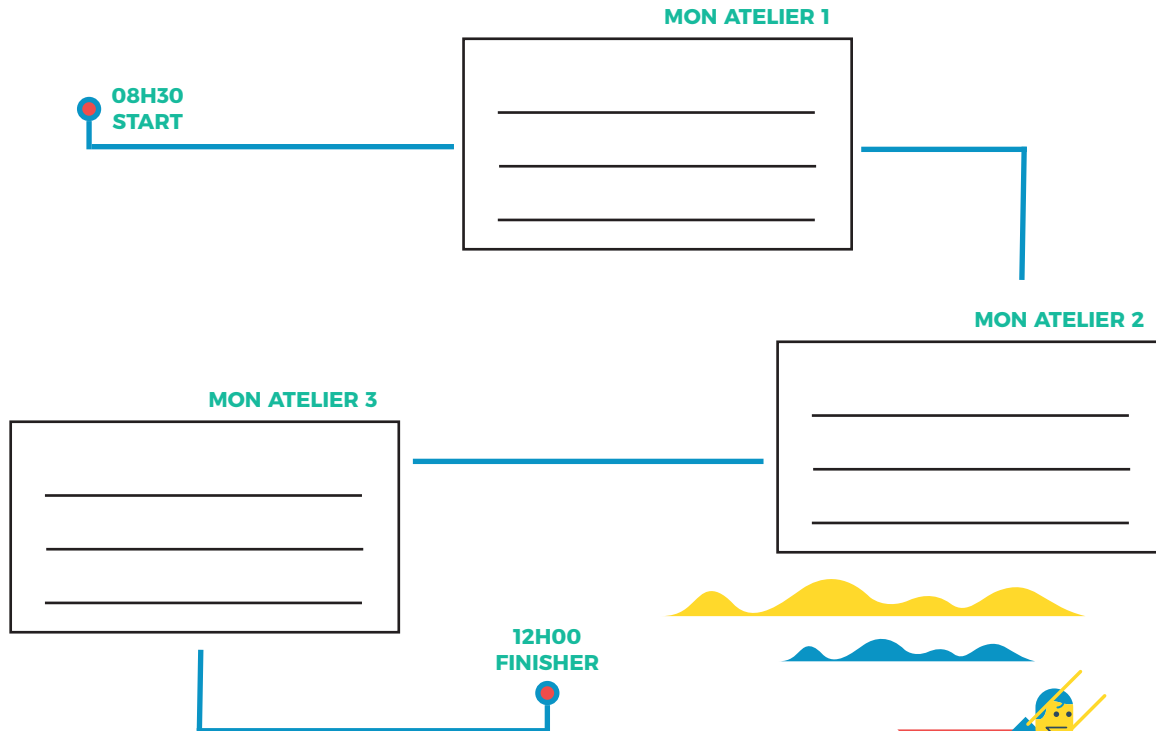 MON ATELIER 1
08H30
START
MON ATELIER 2
MON ATELIER 3
12H00
FINISHER